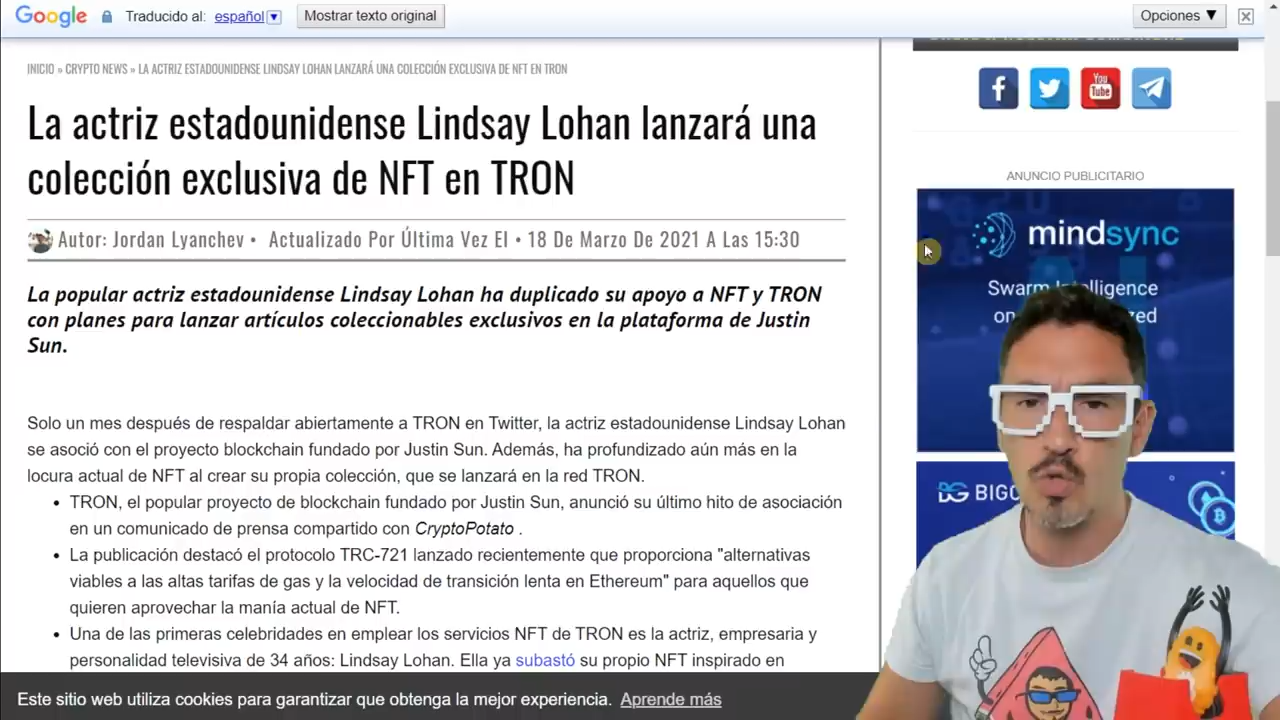 Google Traducido al: español Mostrar texto original Opciones ▼
INICIO » CRYPTO NEWS » LA ACTRIZ ESTADOUNIDENSE LINDSAY LOHAN LANZARÁ UNA COLECCIÓN EXCLUSIVA DE NFT EN TRON
La actriz estadounidense Lindsay Lohan lanzará una
colección exclusiva de NFT en TRON
Autor: Jordan Lyanchev • Actualizado Por Última Vez El • 18 De Marzo De 2021 A Las 15:30
La popular actriz estadounidense Lindsay Lohan ha duplicado su apoyo a NFT y TRON
con planes para lanzar artículos coleccionables exclusivos en la plataforma de Justin
Sun.
Solo un mes después de respaldar abiertamente a TRON en Twitter, la actriz estadounidense Lindsay Lohan
se asoció con el proyecto blockchain fundado por Justin Sun. Además, ha profundizado aún más en la
locura actual de NFT al crear su propia colección, que se lanzará en la red TRON.
• TRON, el popular proyecto de blockchain fundado por Justin Sun, anunció su último hito de asociación
en un comunicado de prensa compartido con CryptoPotato .
• La publicación destacó el protocolo TRC-721 lanzado recientemente que proporciona "alternativas
viables a las altas tarifas de gas y la velocidad de transición lenta en Ethereum" para aquellos que
quieren aprovechar la manía actual de NFT.
• Una de las primeras celebridades en emplear los servicios NFT de TRON es la actriz, empresaria y
personalidad televisiva de 34 años: Lindsay Lohan. Ella ya subastó su propio NFT inspirado en
Este sitio web utiliza cookies para garantizar que obtenga la mejor experiencia. Aprende más
You
Tube
ANUNCIO PUBLICITARIO
mindsync
Swarm Intelligence